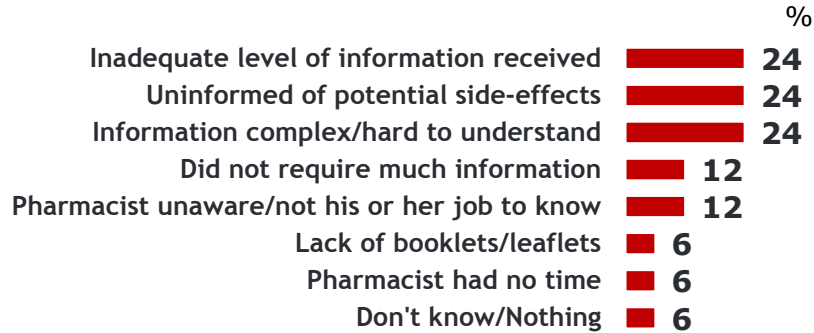 %
Inadequate level of information received 24
Uninformed of potential side-effects 24
Information complex/hard to understand 24
Did not require much information 12
Pharmacist unaware/not his or her job to know 12
Lack of booklets/leaflets 6
Pharmacist had no time 6
Don't know/Nothing 6